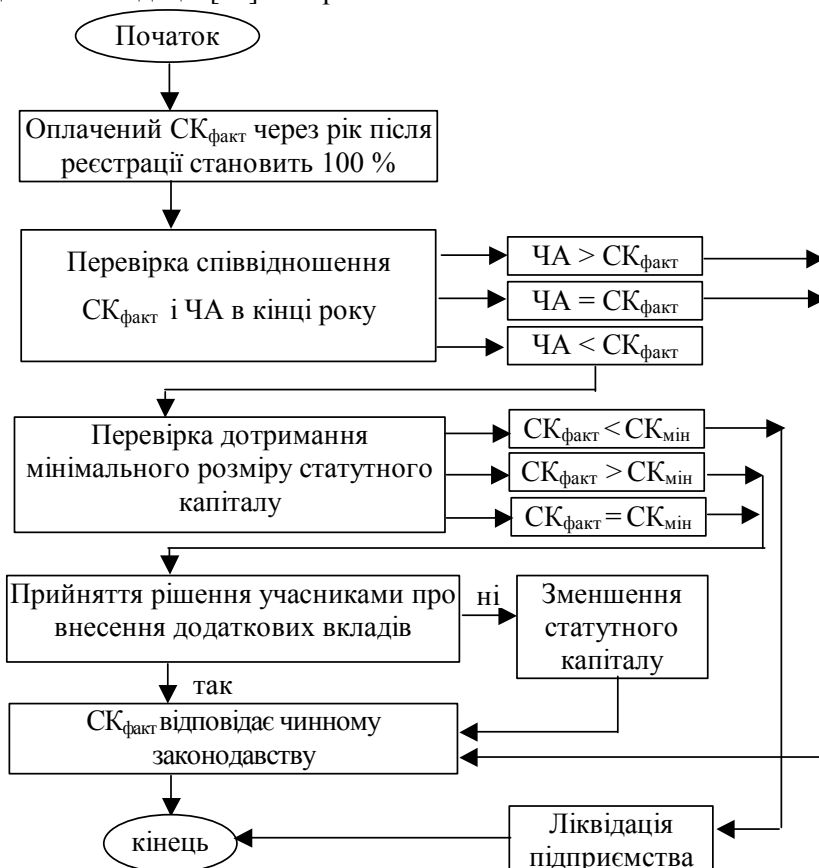 Початок
Оплачений СКфакт через рік після
реєстрації становить 100 %
Перевірка співвідношення
СКфакт і ЧА в кінці року
ЧА > СКфакт
ЧА = СКфакт
ЧА < СКфакт
Перевірка дотримання
мінімального розміру статутного
капіталу
СКфакт < СКмін
СКфакт > СКмін
СКфакт = СКмін
Прийняття рішення учасниками про
внесення додаткових вкладів
ні
Зменшення
статутного
капіталу
так
СКфакт відповідає чинному
законодавству
кінець
Ліквідація
підприємства